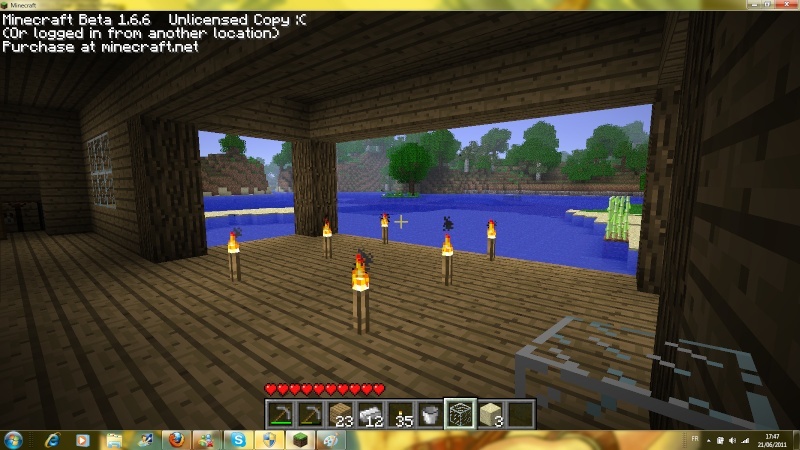 Minecraft
Minecraft Beta 1.6.6 Unlicensed Copy :(
(Or logged in from another location)
Purchase at minecraft.net
23 12 35 3
FR
17:47
21/06/2011